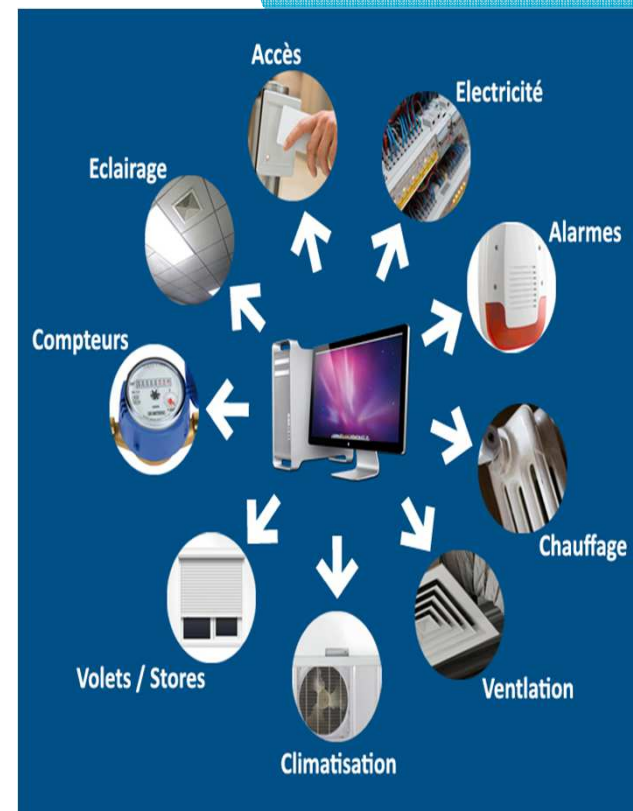 Accès
Electricité
Eclairage
Alarmes
Compteurs
Chauffage
Volets / Stores
Ventlation
Climatisation